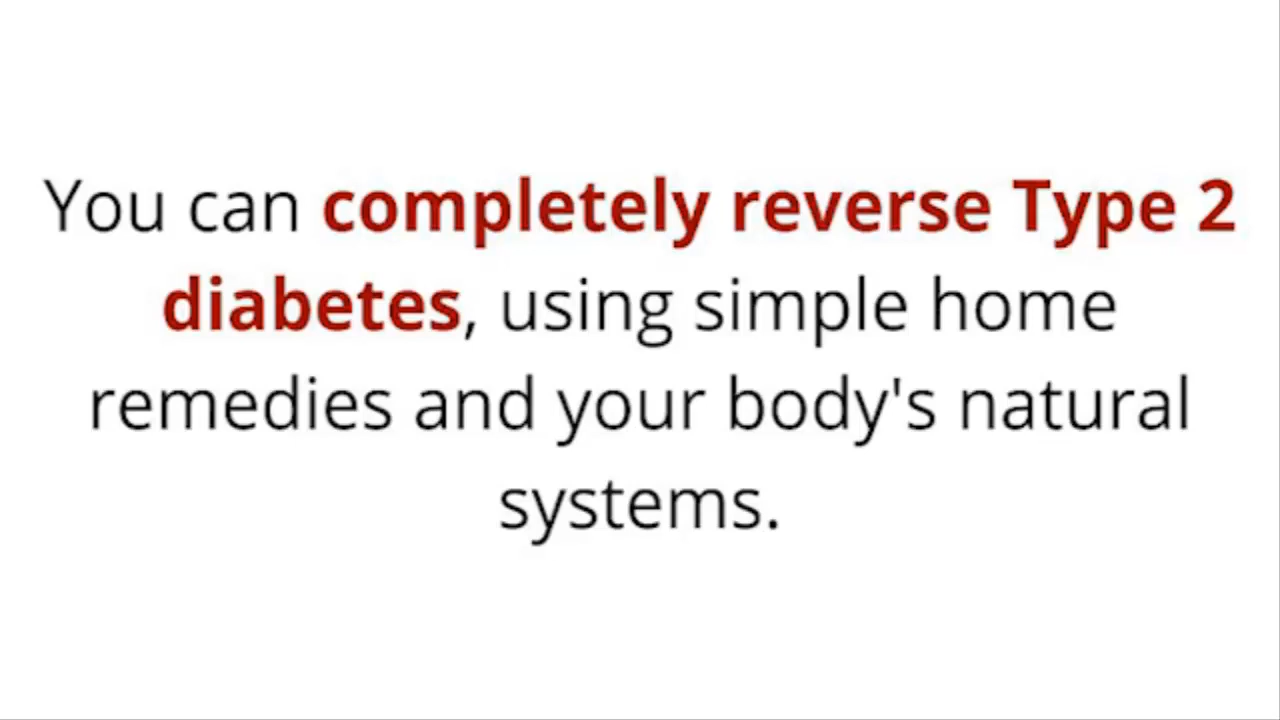 You can completely reverse Type 2
diabetes, using simple home
remedies and your body's natural
systems.